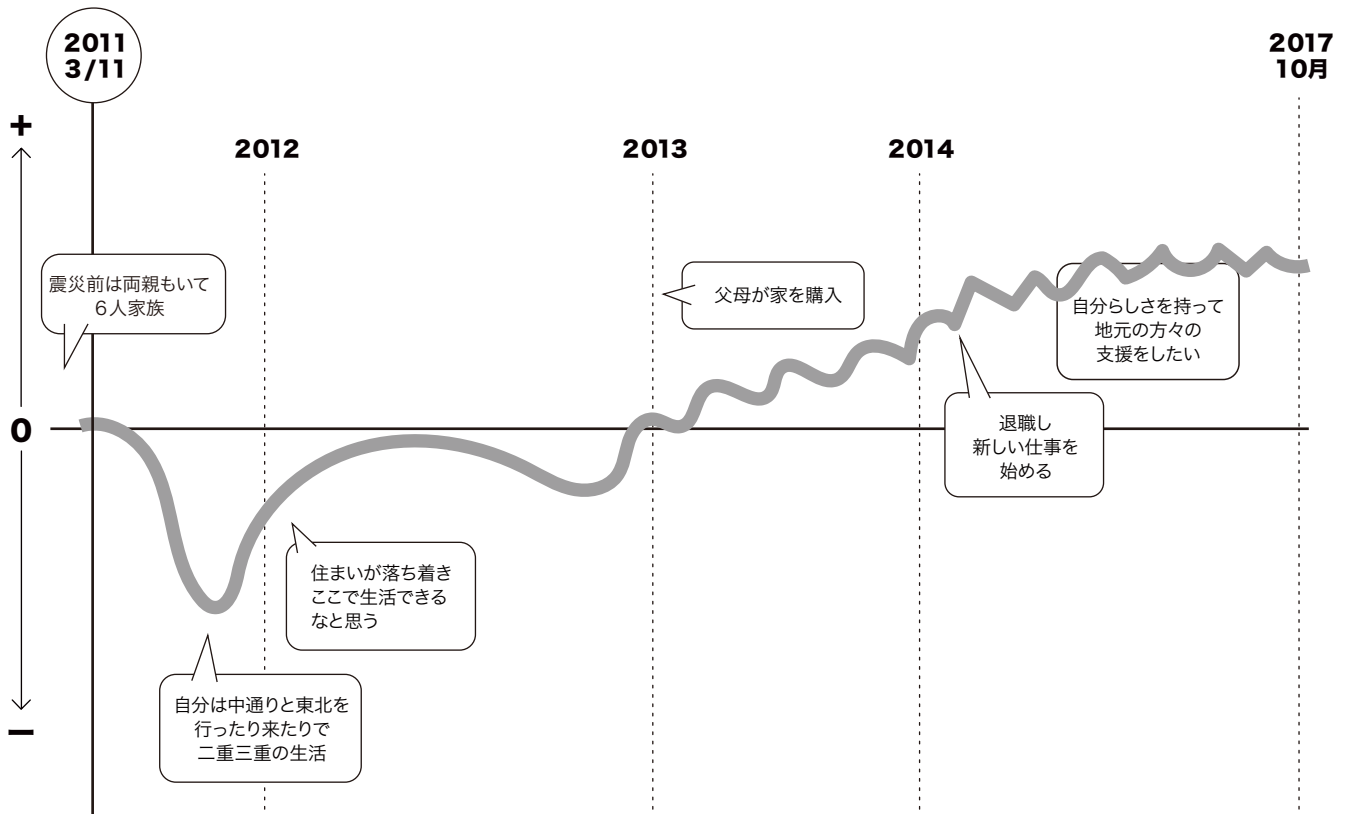 2011
3/11
2017
10月
+
2012
2013
2014
震災前は両親もいて
6人家族
父母が家を購入
自分らしさを持って
地元の方々の
支援をしたい
0
退職し
新しい仕事を
始める
住まいが落ち着き
ここで生活できる
なと思う
自分は中通りと東北を
行ったり来たりで
二重三重の生活
−